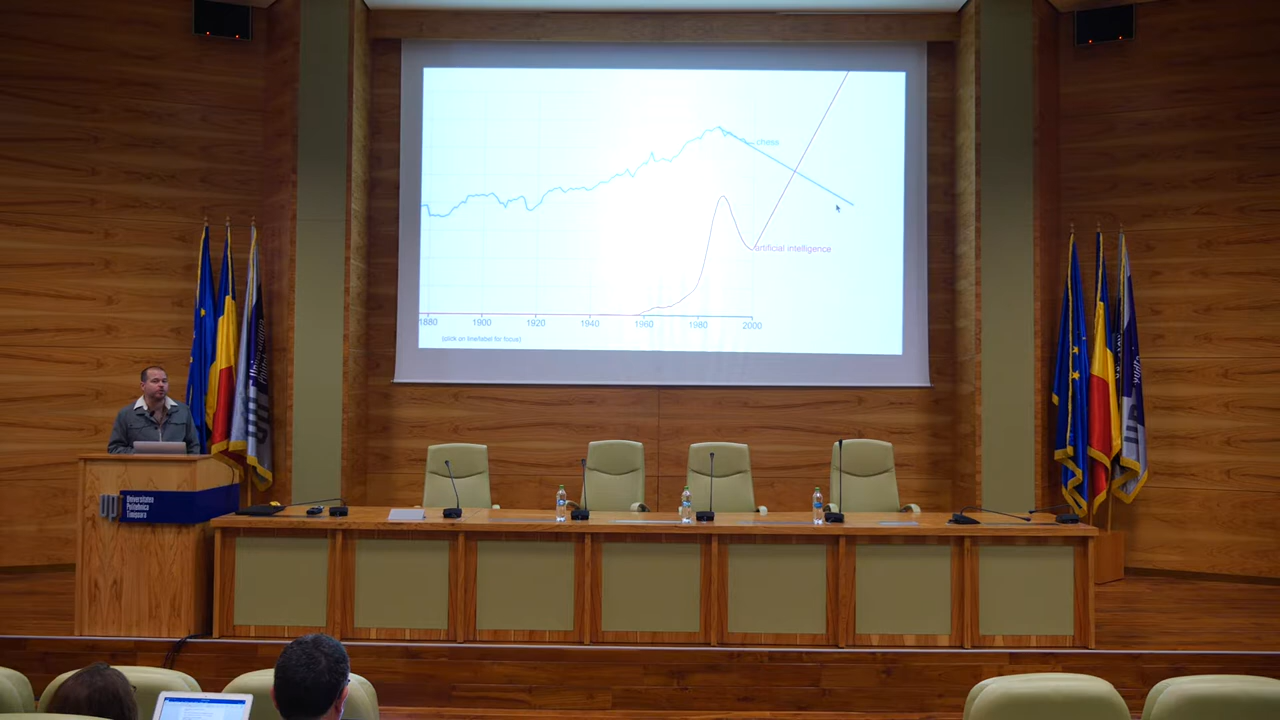 chess
artificial intelligence
1880 1900 1920 1940 1960 1980 2000
(click on line/label for focus)
Universitatea
Politehnica
Timișoara